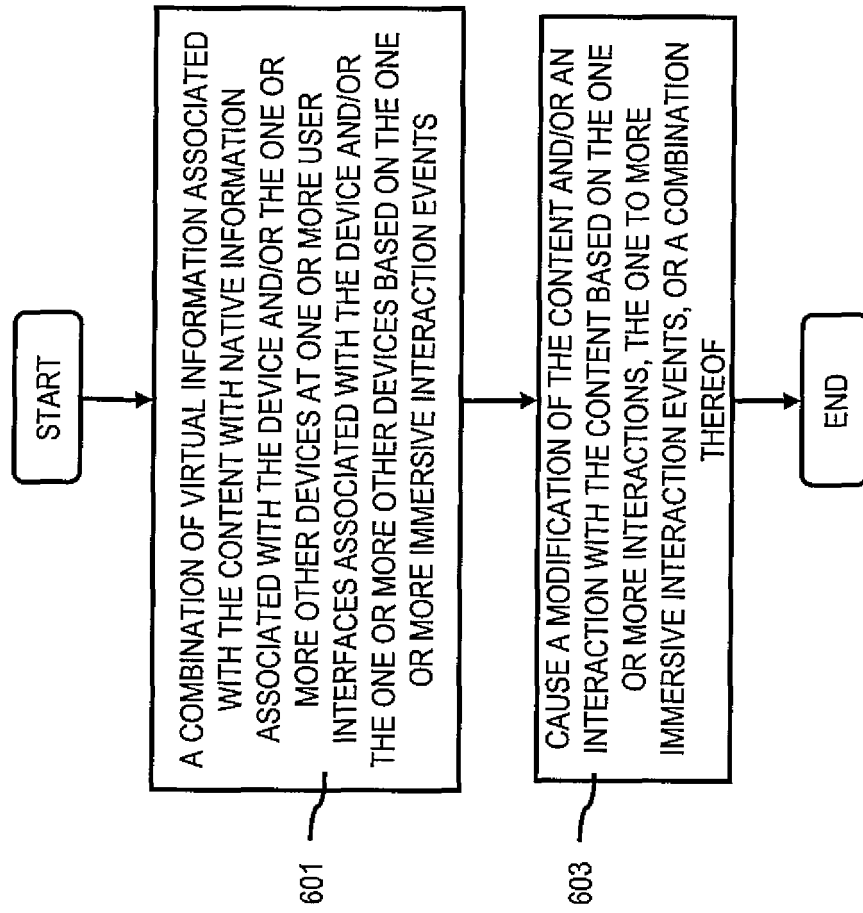 START
A COMBINATION OF VIRTUAL INFORMATION ASSOCIATED
WITH THE CONTENT WITH NATIVE INFORMATION
ASSOCIATED WITH THE DEVICE AND/OR THE ONE OR
MORE OTHER DEVICES AT ONE OR MORE USER
INTERFACES ASSOCIATED WITH THE DEVICE AND/OR
THE ONE OR MORE OTHER DEVICES BASED ON THE ONE
OR MORE IMMERSIVE INTERACTION EVENTS
601
CAUSE A MODIFICATION OF THE CONTENT AND/OR AN
INTERACTION WITH THE CONTENT BASED ON THE ONE
OR MORE INTERACTIONS, THE ONE TO MORE
IMMERSIVE INTERACTION EVENTS, OR A COMBINATION
THEREOF
603
END